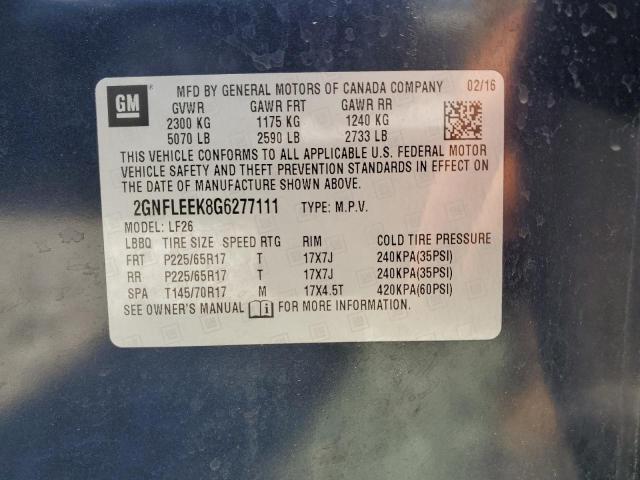 GM ®
MFD BY GENERAL MOTORS OF CANADA COMPANY 02/16
GVWR GAWR FRT GAWR RR
2300 KG 1175 KG 1240 KG
5070 LB 2590 LB 2733 LB
THIS VEHICLE CONFORMS TO ALL APPLICABLE U.S. FEDERAL MOTOR
VEHICLE SAFETY AND THEFT PREVENTION STANDARDS IN EFFECT ON
THE DATE OF MANUFACTURE SHOWN ABOVE.
2GNFLEEK8G6277111 TYPE: M.P.V.
MODEL: LF26
LBBQ TIRE SIZE SPEED RTG RIM COLD TIRE PRESSURE
FRT P225/65R17 T 17X7J 240KPA(35PSI)
RR P225/65R17 T 17X7J 240KPA(35PSI)
SPA T145/70R17 M 17X4.5T 420KPA(60PSI)
SEE OWNER'S MANUAL FOR MORE INFORMATION.